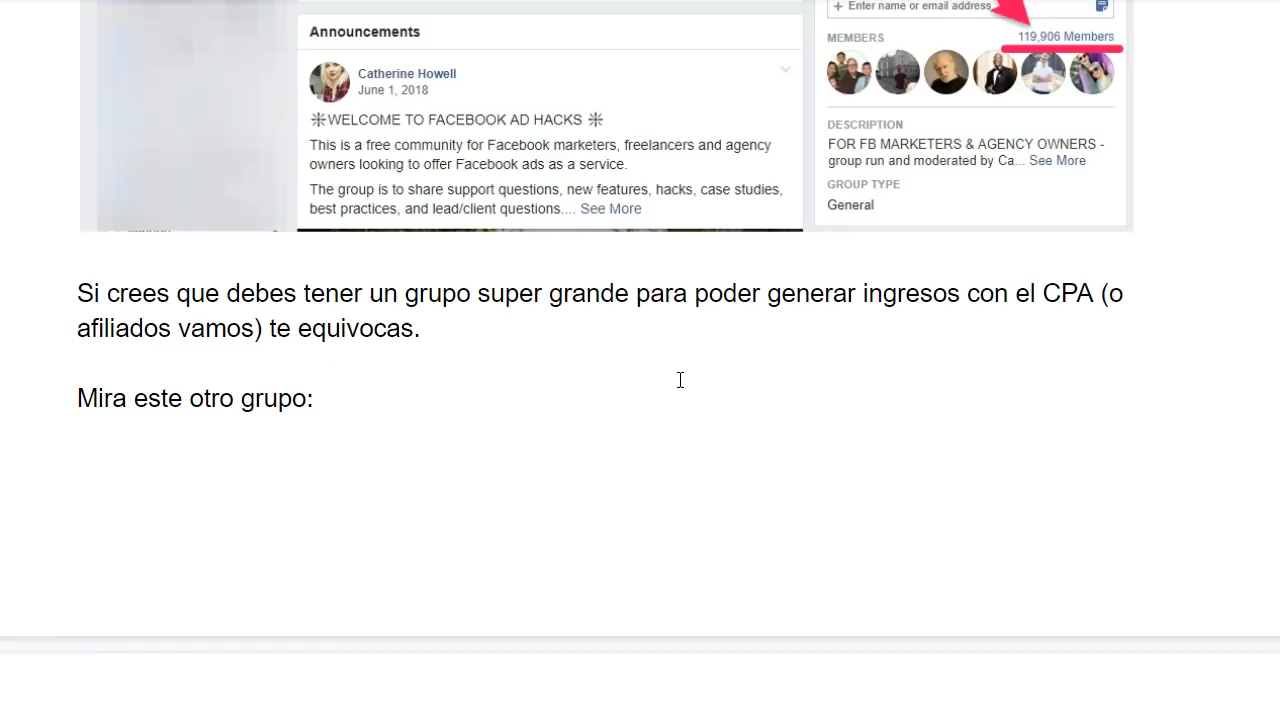 Announcements
Catherine Howell
June 1, 2018
❇WELCOME TO FACEBOOK AD HACKS ❇
This is a free community for Facebook marketers, freelancers and agency
owners looking to offer Facebook ads as a service.
The group is to share support questions, new features, hacks, case studies,
best practices, and lead/client questions.... See More
+ Enter name or email address
MEMBERS 119,906 Members
DESCRIPTION
FOR FB MARKETERS & AGENCY OWNERS -
group run and moderated by Ca... See More
GROUP TYPE
General
Si crees que debes tener un grupo super grande para poder generar ingresos con el CPA (o
afiliados vamos) te equivocas.
Mira este otro grupo: